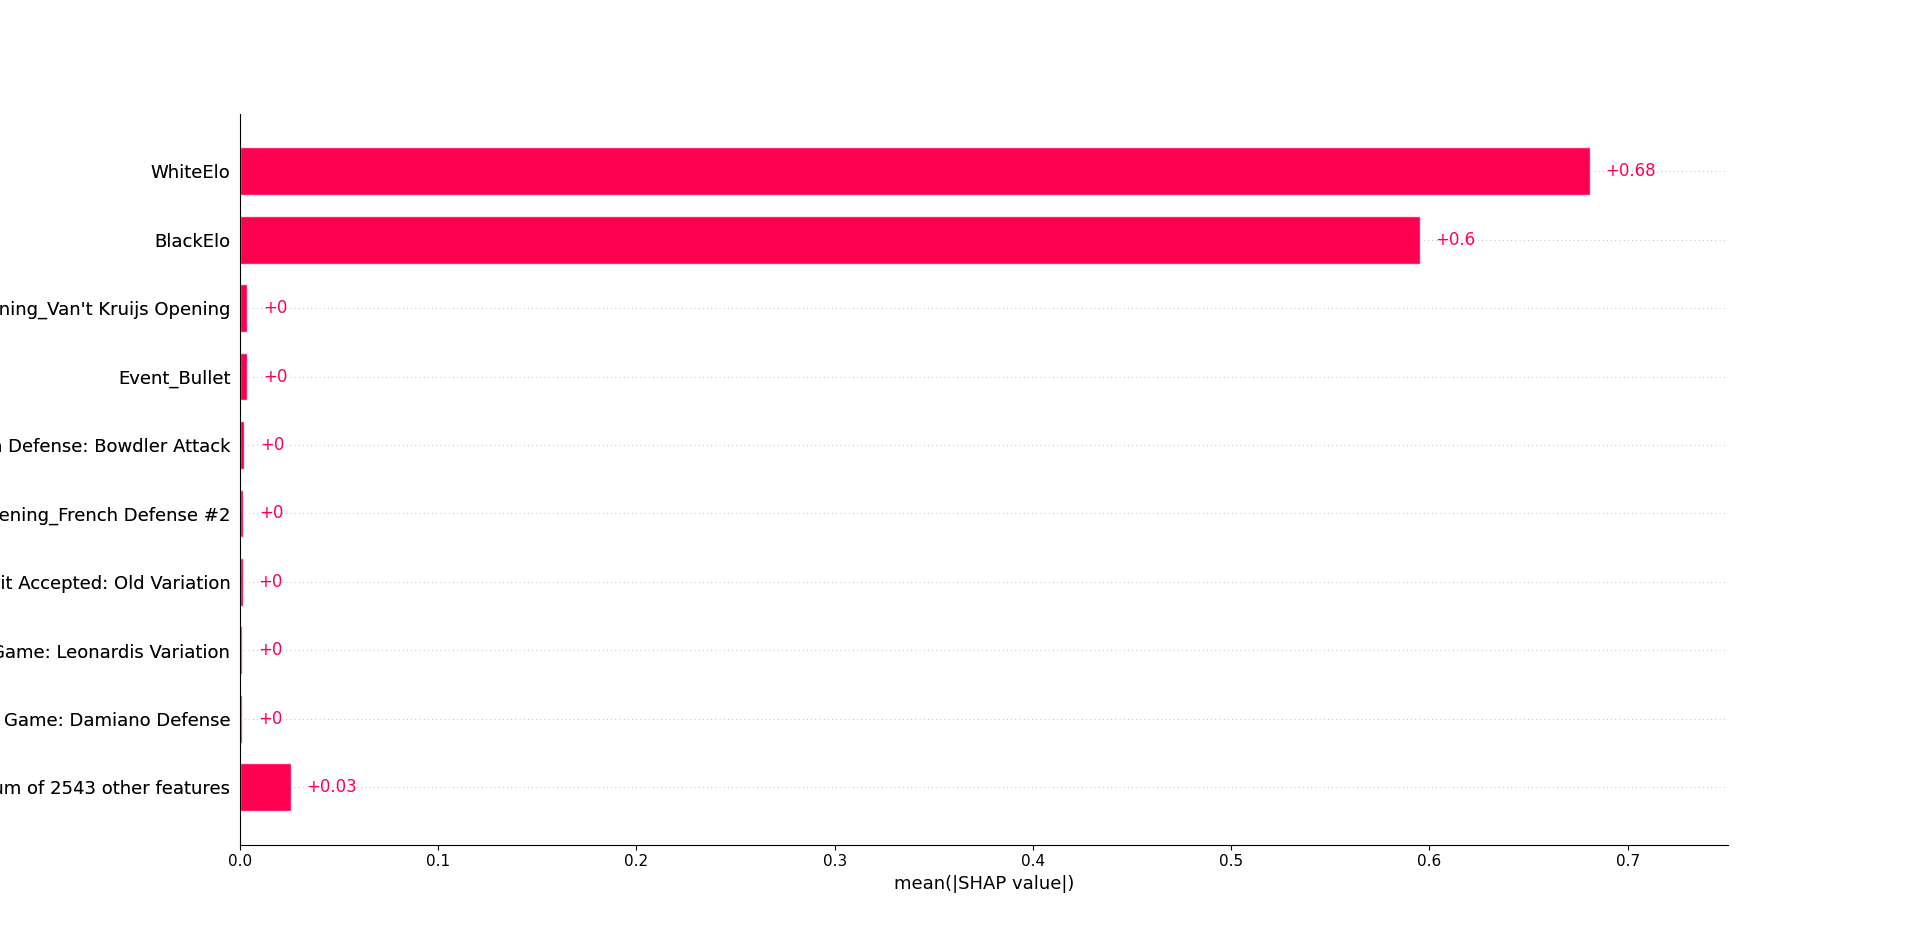 WhiteElo +0.68
BlackElo +0.6
ning_Van't Kruijs Opening +0
Event_Bullet +0
Defense: Bowdler Attack +0
ening_French Defense #2 +0
it Accepted: Old Variation +0
Game: Leonardis Variation +0
Game: Damiano Defense +0
um of 2543 other features +0.03
0.0 0.1 0.2 0.3 0.4 0.5 0.6 0.7
mean(|SHAP value|)